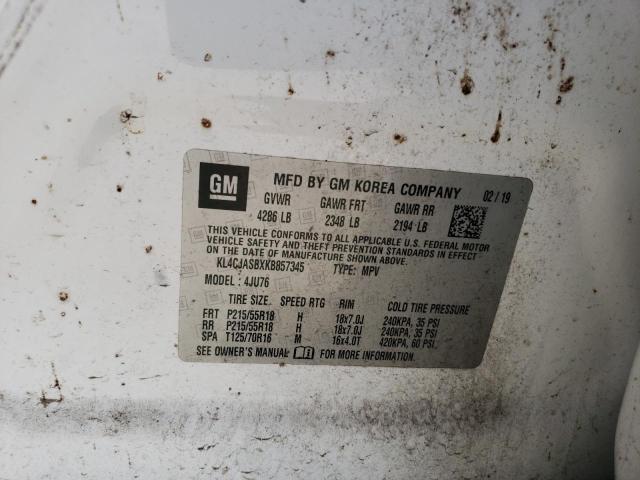 GM MFD BY GM KOREA COMPANY 02 / 19
GVWR GAWR FRT GAWR RR
4286 LB 2348 LB 2194 LB
THIS VEHICLE CONFORMS TO ALL APPLICABLE U.S. FEDERAL MOTOR
VEHICLE SAFETY AND THEFT PREVENTION STANDARDS IN EFFECT
ON THE DATE OF MANUFACTURE SHOWN ABOVE.
KL4CJASBXKB857345 TYPE: MPV
MODEL : 4JU76
TIRE SIZE SPEED RTG RIM COLD TIRE PRESSURE
FRT P215/55R18 H 18x7.0J 240KPA, 35 PSI
RR P215/55R18 H 18x7.0J 240KPA, 35 PSI
SPA T125/70R16 M 16x4.0T 420KPA, 60 PSI
SEE OWNER'S MANUAL FOR MORE INFORMATION.